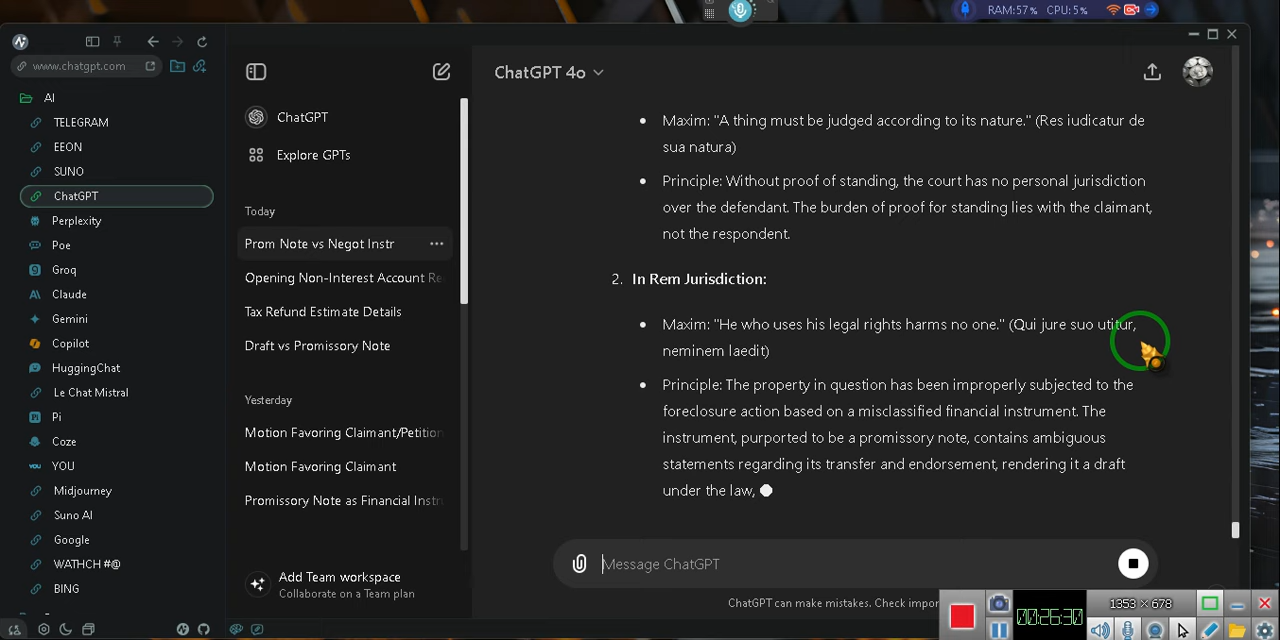 RAM:57% CPU:5%
www.chatgpt.com
AI
TELEGRAM
EEON
SUNO
ChatGPT
Perplexity
Poe
Groq
Claude
Gemini
Copilot
HuggingChat
Le Chat Mistral
Pi
Coze
YOU
YOU
Midjourney
Suno AI
Google
WATHCH #@
BING
ChatGPT
Explore GPTs
Today
Prom Note vs Negot Instr
Opening Non-Interest Account Re
Tax Refund Estimate Details
Draft vs Promissory Note
Yesterday
Motion Favoring Claimant/Petition
Motion Favoring Claimant
Promissory Note as Financial Instr
Add Team workspace
Collaborate on a Team plan
ChatGPT 4o
Maxim: "A thing must be judged according to its nature." (Res iudicatur de
sua natura)
Principle: Without proof of standing, the court has no personal jurisdiction
over the defendant. The burden of proof for standing lies with the claimant,
not the respondent.
2. In Rem Jurisdiction:
Maxim: "He who uses his legal rights harms no one." (Qui jure suo utitur,
neminem laedit)
Principle: The property in question has been improperly subjected to the
foreclosure action based on a misclassified financial instrument. The
instrument, purported to be a promissory note, contains ambiguous
statements regarding its transfer and endorsement, rendering it a draft
under the law,
Message ChatGPT
ChatGPT can make mistakes. Check impor
00:26:30
1353 x 678